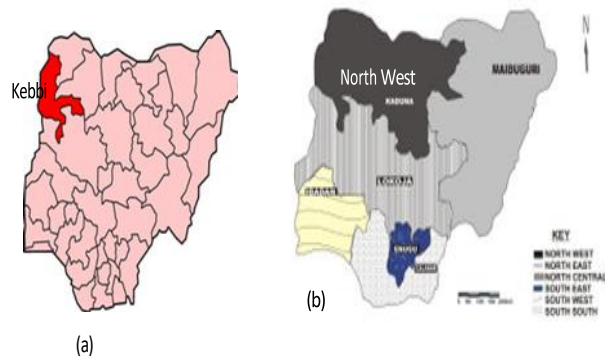 Kebbi
(a)
North West
KADUNA
MAIDUGURI
N
LOKOJA
IBADAN
ENUGU
KEY
NORTH WEST
NORTH EAST
NORTH CENTRAL
SOUTH EAST
SOUTH WEST
SOUTH SOUTH
(b)